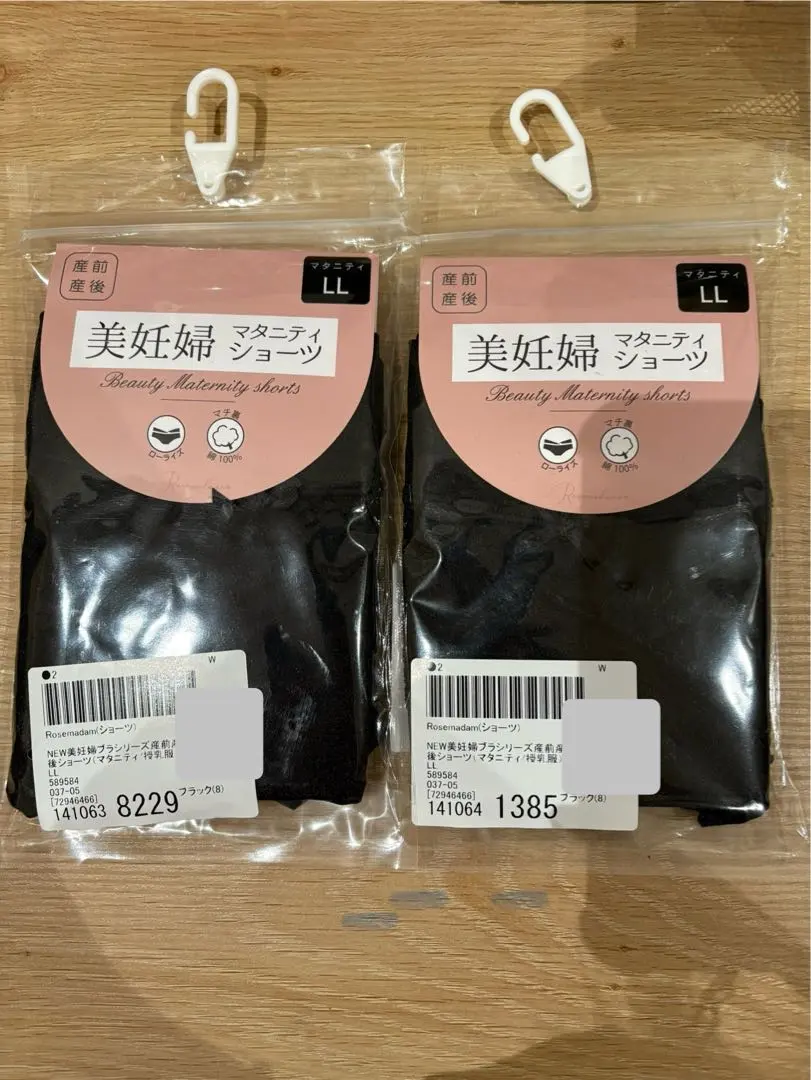 産前
産後
マタニティ
LL
美妊婦 マタニティ
ショーツ
Beauty Maternity shorts
ローライズ
マチ裏
綿100%
●2
W
Rosemadam(ショーツ)
NEW美妊婦ブラシリーズ産前産
後ショーツ(マタニティ/授乳服)
LL
589584
037-05
[72946466]
ブラック(8)
141063 8229
産前
産後
マタニティ
LL
美妊婦 マタニティ
ショーツ
Beauty Maternity shorts
ローライズ
マチ裏
綿100%
●2
W
Rosemadam(ショーツ)
NEW美妊婦ブラシリーズ産前産
後ショーツ(マタニティ/授乳服)
LL
589584
037-05
[72946466]
ブラック(8)
141064 1385